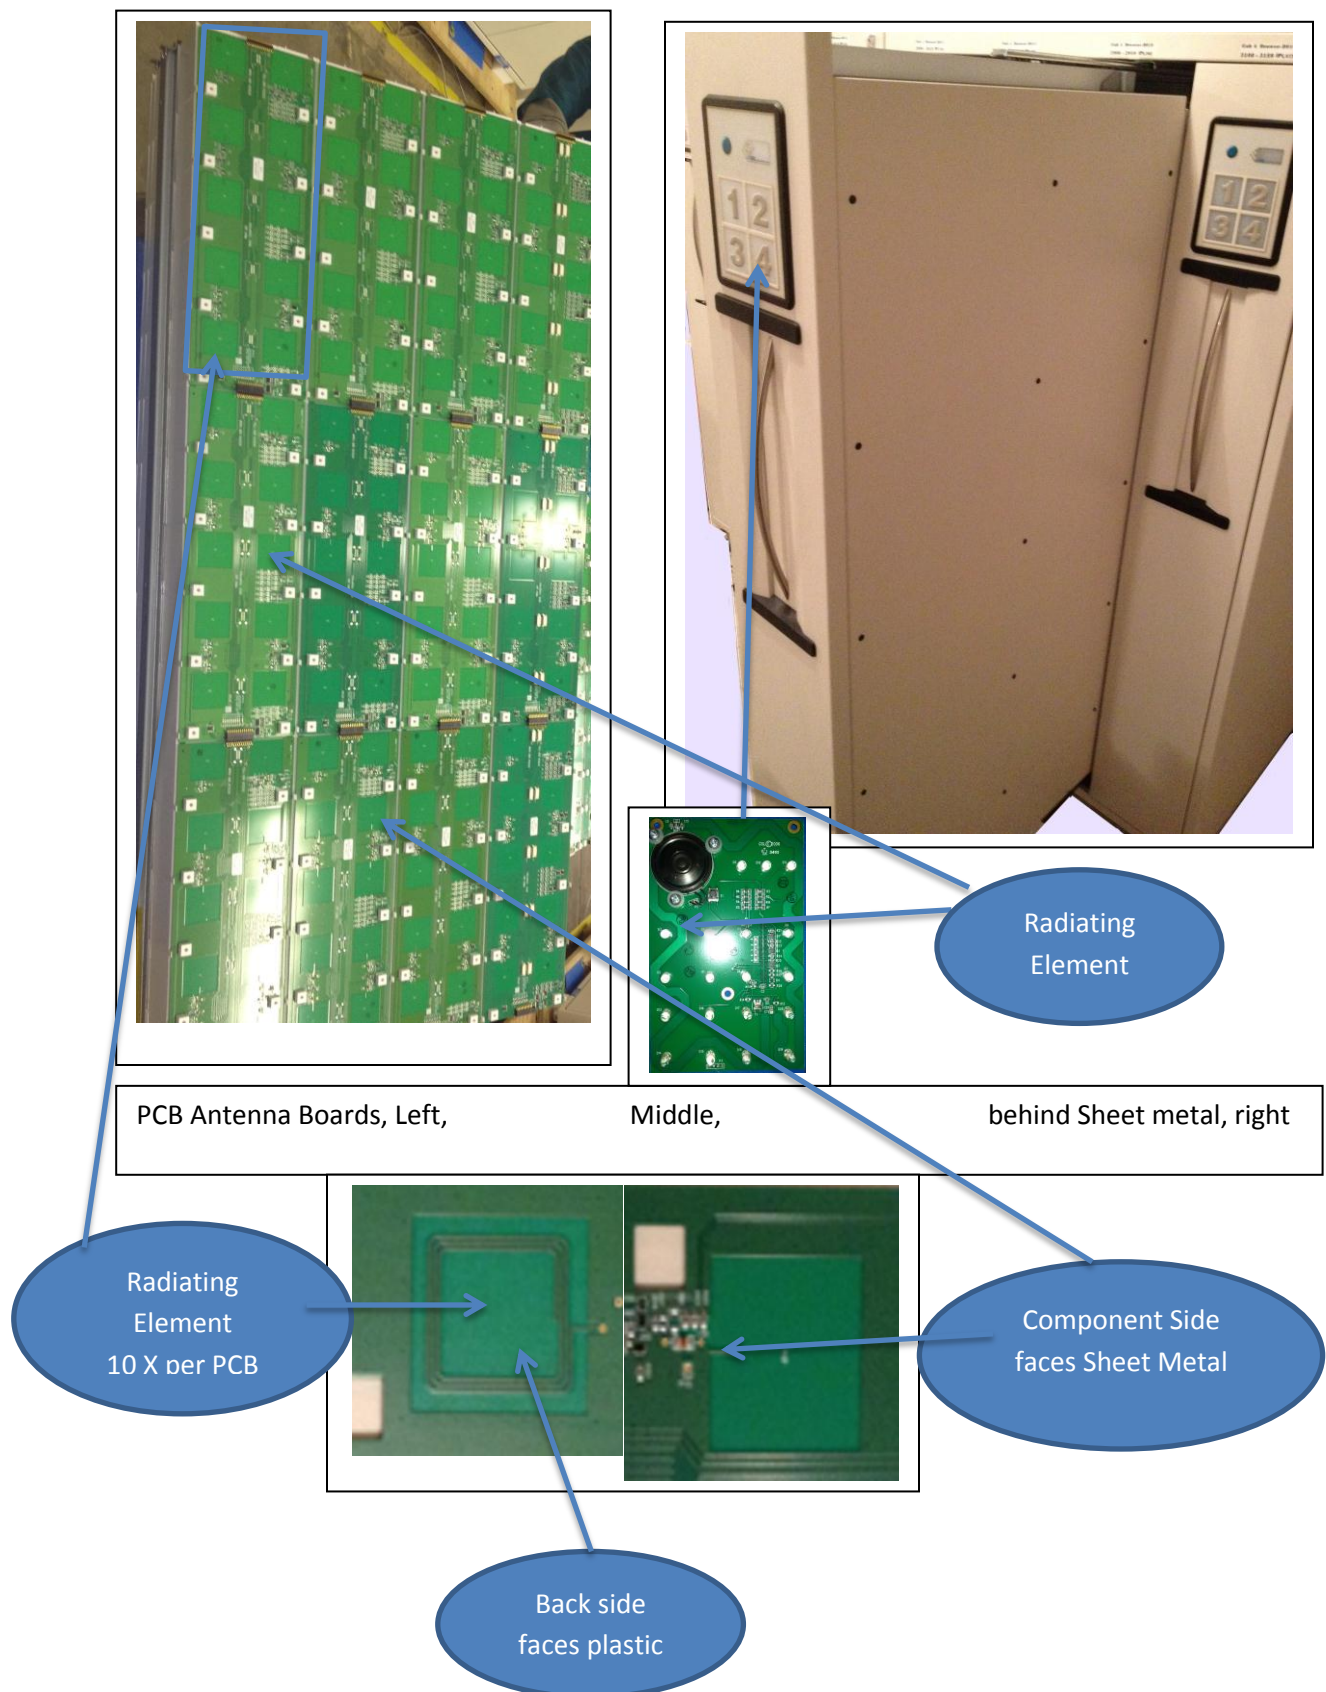 1 2
3 4
1 2
3 4
Radiating
Element
PCB Antenna Boards, Left, Middle, behind Sheet metal, right
Radiating
Element
10 X per PCB
Component Side
faces Sheet Metal
Back side
faces plastic